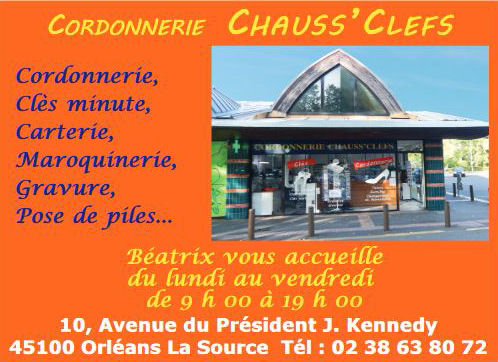 CORDONNERIE CHAUSS'CLEFS
Cordonnerie,
Clès minute,
Carterie,
Maroquinerie,
Gravure,
Pose de piles...
CORDONNERIE CHAUSS'CLEFS
Clés
Cordonnerie
Béatrix vous accueille
du lundi au vendredi
de 9 h 00 à 19 h 00
10, Avenue du Président J. Kennedy
45100 Orléans La Source Tél : 02 38 63 80 72